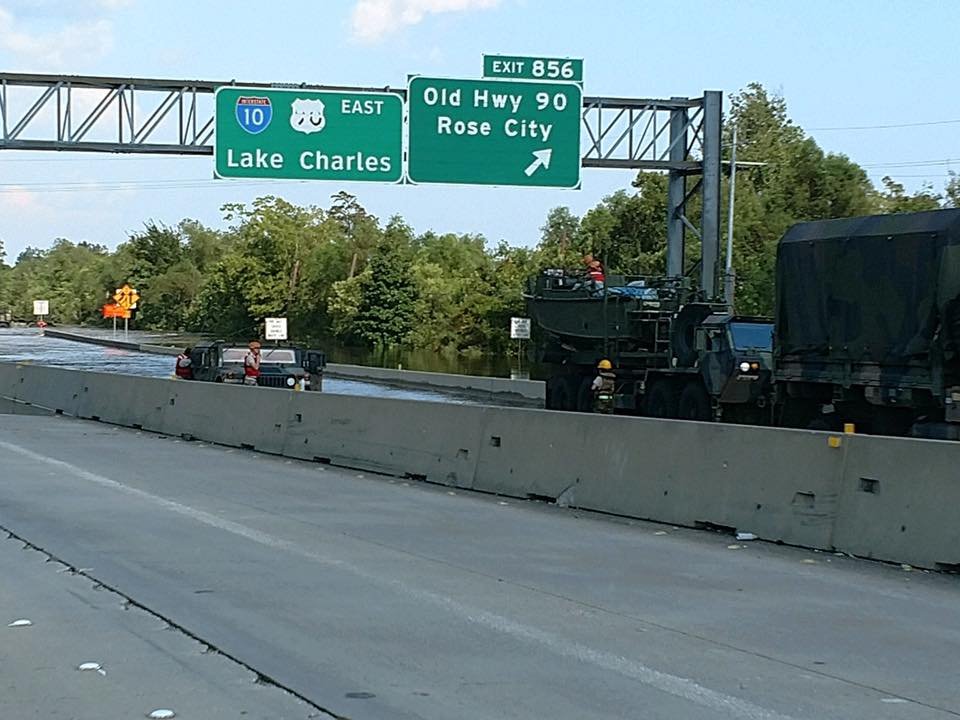 EXIT 856
INTERSTATE
10
90
EAST
Lake Charles
Old Hwy 90
Rose City